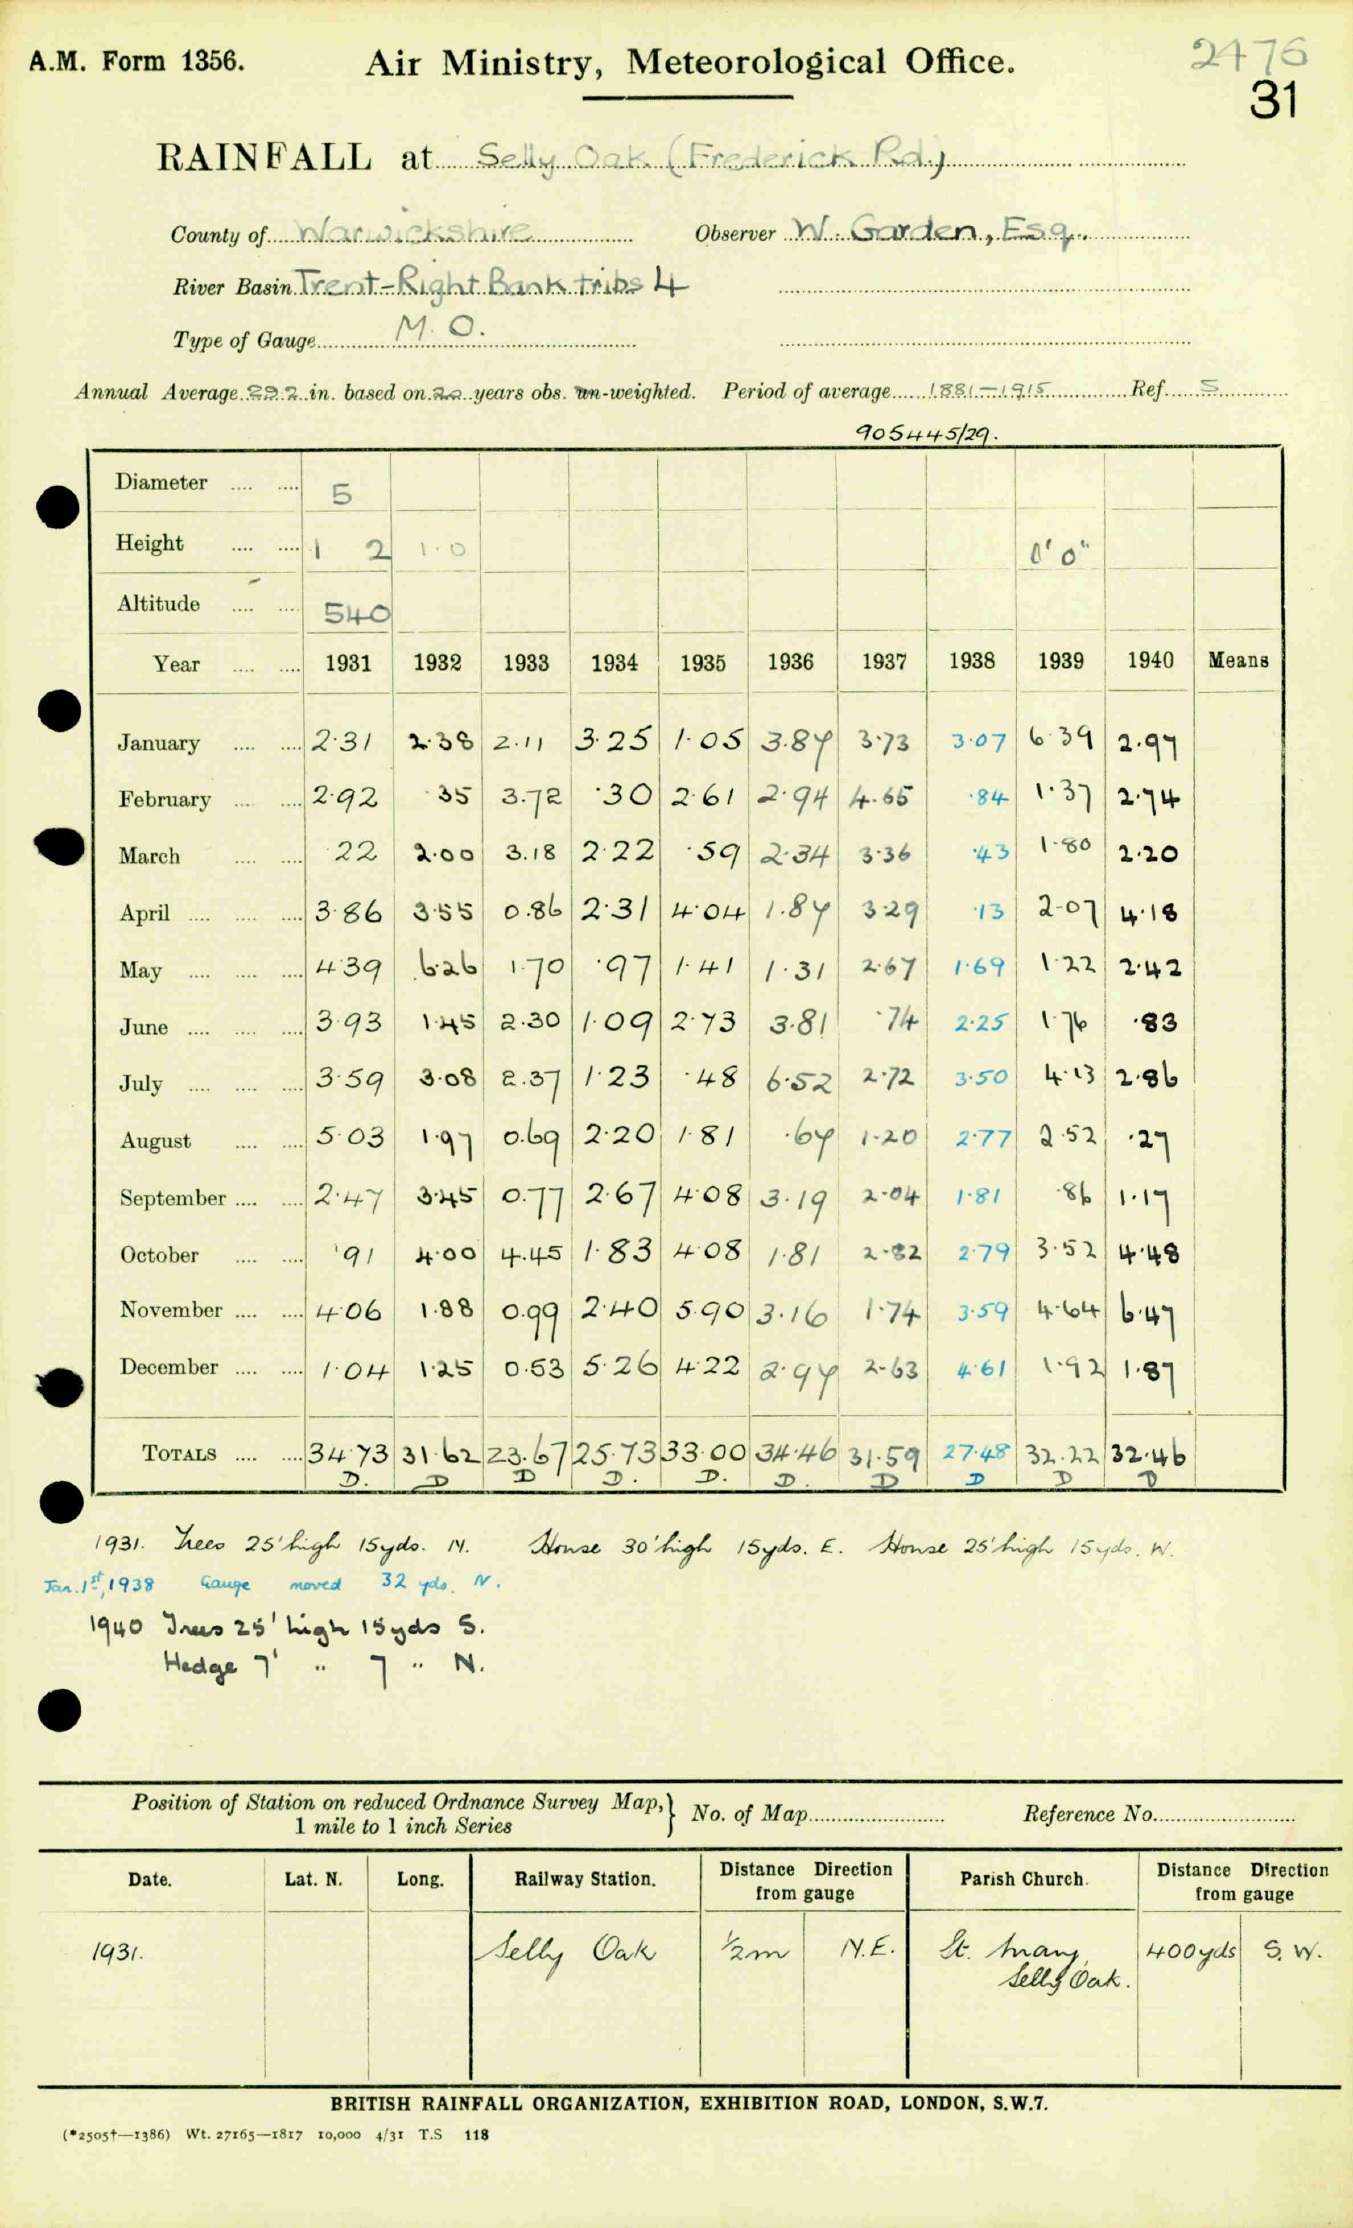 A.M. Form 1356.
Air Ministry, Meteorological Office.
2476
31
RAINFALL at Selly Oak (Frederick Rd.)
County of Warwickshire Observer W. Garden, Esq.
River Basin Trent-Right Bank tribs 4
Type of Gauge M.O.
Annual Average 29.2 in. based on 20 years obs. un-weighted. Period of average 1881-1915 Ref. S
905445/29.
Diameter 5
Height 1 2 1.0 0'0"
Altitude 540
Year 1931 1932 1933 1934 1935 1936 1937 1938 1939 1940 Means
January 2·31 2·38 2.11 3·25 1·05 3.87 3·73 3·07 6·39 2.97
February 2·92 ·35 3.72 ·30 2·61 2·94 4.65 ·84 1·37 2.74
March 22 2.00 3.18 2·22 ·59 2·34 3·36 ·43 1·80 2.20
April 3·86 3·55 0.86 2·31 4·04 1.87 3·29 ·13 2·07 4·18
May 4·39 6·26 1.70 ·97 1·41 1·31 2·67 1·69 1·22 2·42
June 3·93 1·45 2.30 1·09 2·73 3·81 ·74 2·25 1·76 ·83
July 3·59 3·08 2.37 1·23 ·48 6·52 2·72 3·50 4·13 2·86
August 5·03 1·97 0.69 2·20 1·81 ·67 1·20 2·77 2·52 ·27
September 2·47 3·45 0.77 2·67 4·08 3·19 2·04 1·81 ·86 1·17
October ·91 4·00 4.45 1·83 4·08 1·81 2·82 2·79 3·52 4·48
November 4·06 1·88 0.99 2·40 5·90 3·16 1·74 3·59 4·64 6·47
December 1·04 1·25 0.53 5·26 4·22 2·97 2·63 4·61 1·92 1·87
TOTALS 34·73 31·62 23.67 25·73 33·00 34·46 31·59 27·48 32.22 32·46
D. D D D. D. D. D D D D
1931. Trees 25' high 15yds. N. House 30' high 15yds. E. House 25' high 15yds. W.
Jan. 1st, 1938 Gauge moved 32 yds. N.
1940 Trees 25' high 15yds S.
Hedge 7' " 7 " N.
Position of Station on reduced Ordnance Survey Map,} No. of Map Reference No.
1 mile to 1 inch Series
Date. Lat. N. Long. Railway Station. Distance Direction from gauge Parish Church. Distance Direction from gauge
1931. Selly Oak ½m N.E. St. Mary, 400yds S.W.
Selly Oak.
BRITISH RAINFALL ORGANIZATION, EXHIBITION ROAD, LONDON, S.W.7.
(*2505†—1386) Wt. 27165—1817 10,000 4/31 T.S 118